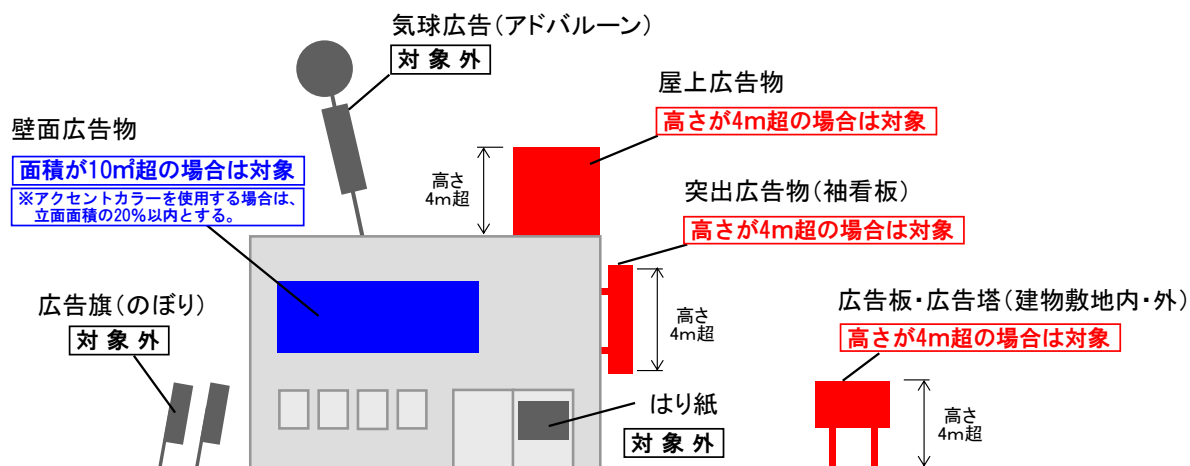 気球広告(アドバルーン)
対象外
屋上広告物
高さが4m超の場合は対象
壁面広告物
面積が10㎡超の場合は対象
※アクセントカラーを使用する場合は、
立面面積の20%以内とする。
高さ
4m超
突出広告物(袖看板)
高さが4m超の場合は対象
高さ
4m超
広告旗(のぼり)
対象外
広告板・広告塔(建物敷地内・外)
高さが4m超の場合は対象
高さ
4m超
はり紙
対象外